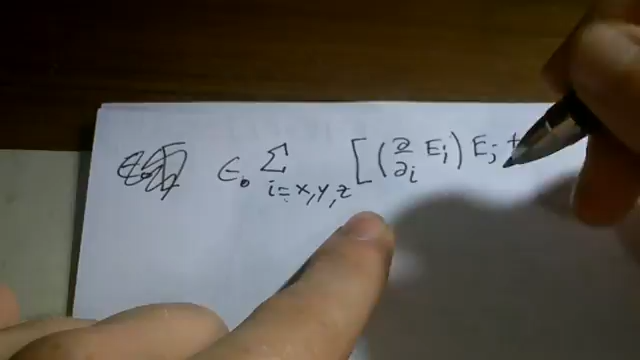 ϵ₀ Σ i=x,y,z [(∂/∂i Ei) Ej +